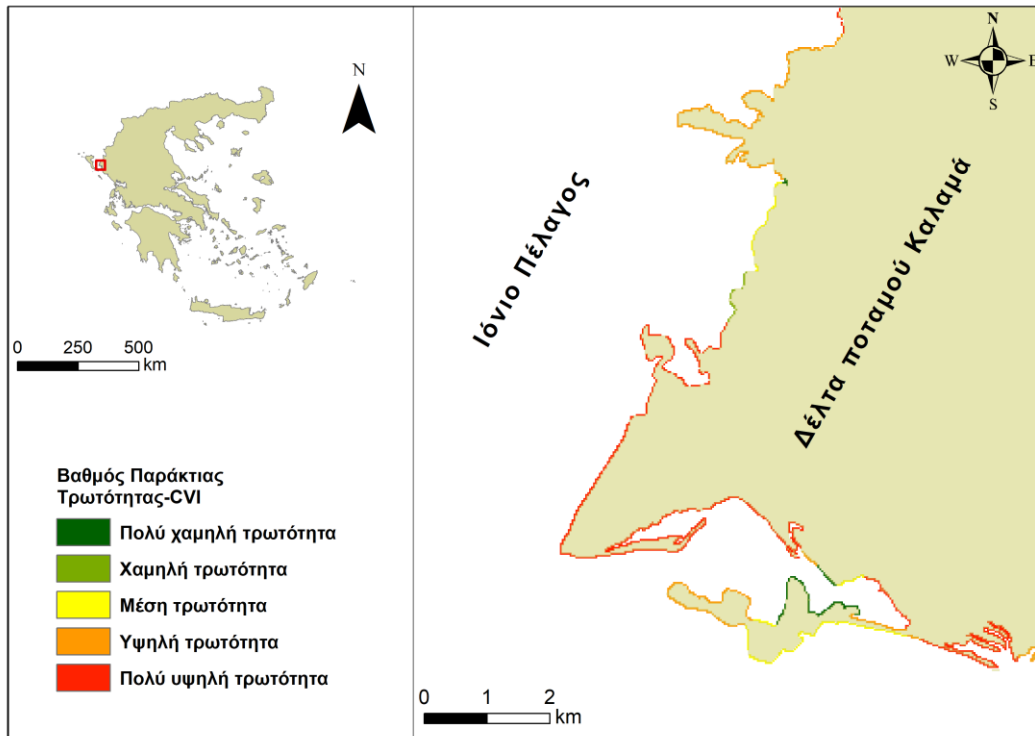 N
0 250 500
km
Βαθμός Παράκτιας
Τρωτότητας-CVI
Πολύ χαμηλή τρωτότητα
Χαμηλή τρωτότητα
Μέση τρωτότητα
Υψηλή τρωτότητα
Πολύ υψηλή τρωτότητα
N
W E
S
Ιόνιο Πέλαγος
Δέλτα ποταμού Καλαμά
0 1 2
km